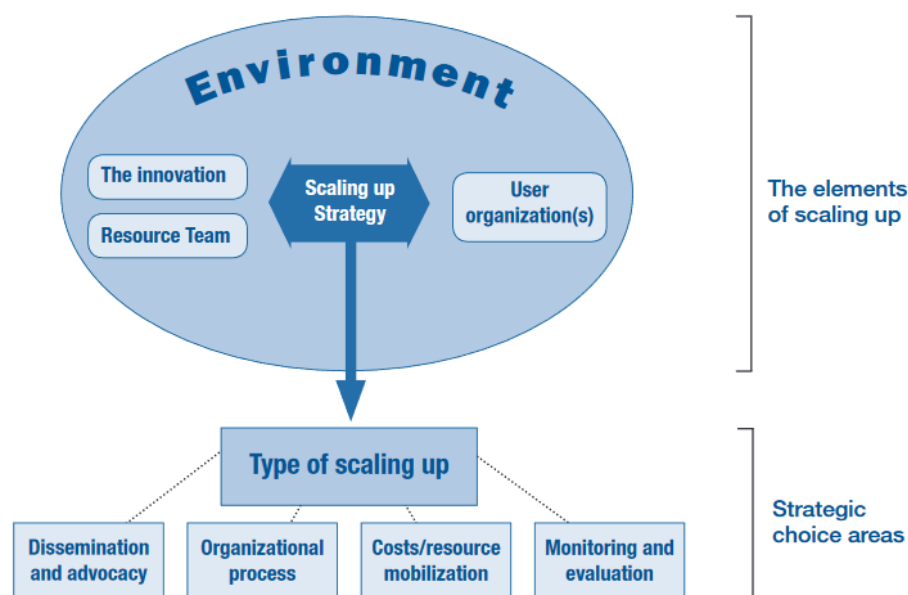 Environment
The innovation
Resource Team
Scaling up
Strategy
User
organization(s)
The elements
of scaling up
Type of scaling up
Dissemination
and advocacy
Organizational
process
Costs/resource
mobilization
Monitoring and
evaluation
Strategic
choice areas